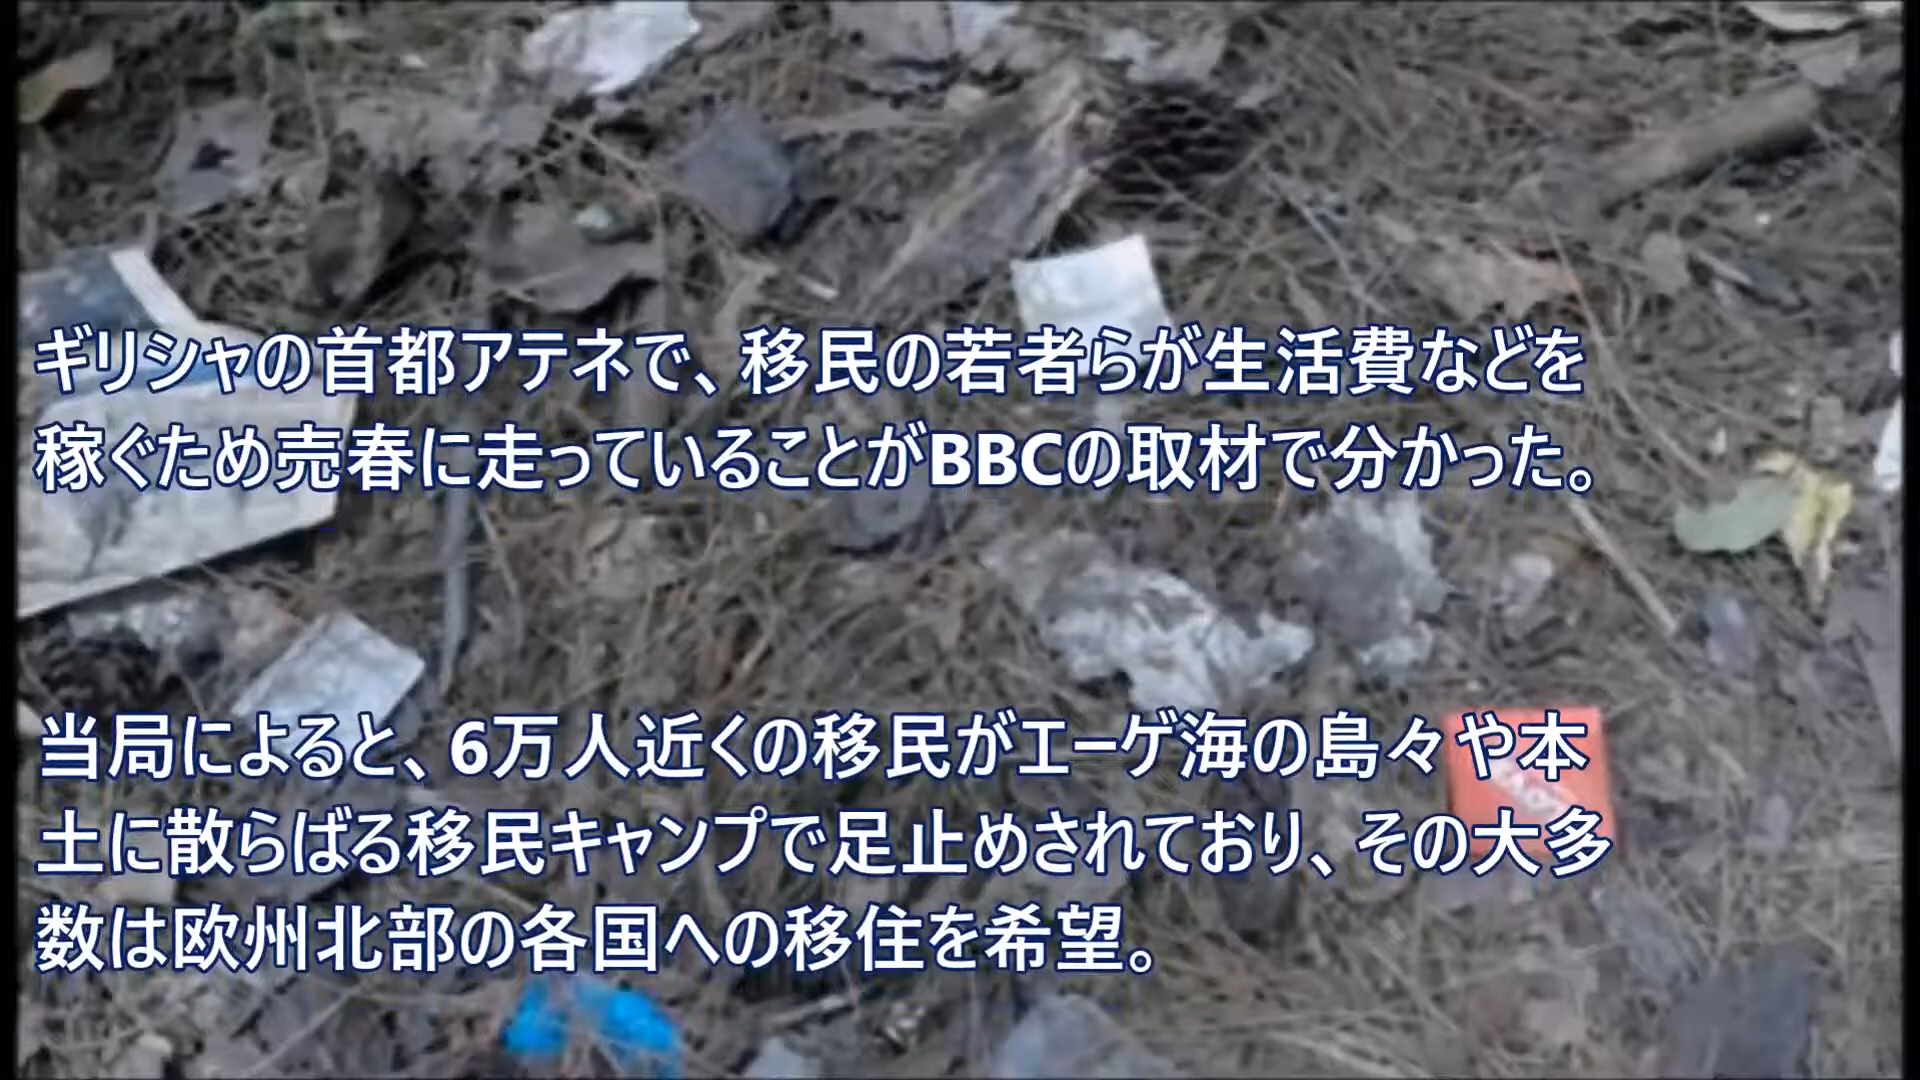 ギリシャの首都アテネで、移民の若者らが生活費などを
稼ぐため売春に走っていることがBBCの取材で分かった。
当局によると、6万人近くの移民がエーゲ海の島々や本
土に散らばる移民キャンプで足止めされており、その大多
数は欧州北部の各国への移住を希望。